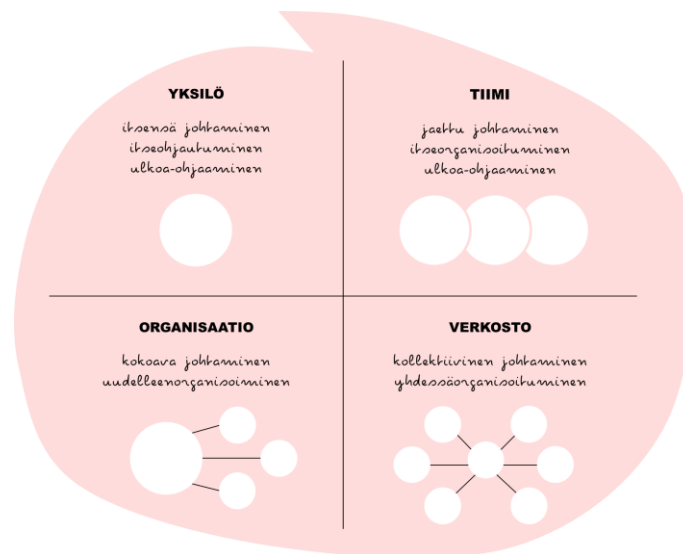 YKSILÖ
itsensä johtaminen
itseohjautuminen
ulkoa-ohjaaminen
TIIMI
jaettu johtaminen
itseorganisoituminen
ulkoa-ohjaaminen
ORGANISAATIO
kokoava johtaminen
uudelleenorganisoiminen
VERKOSTO
kollektiivinen johtaminen
yhdessäorganisoituminen